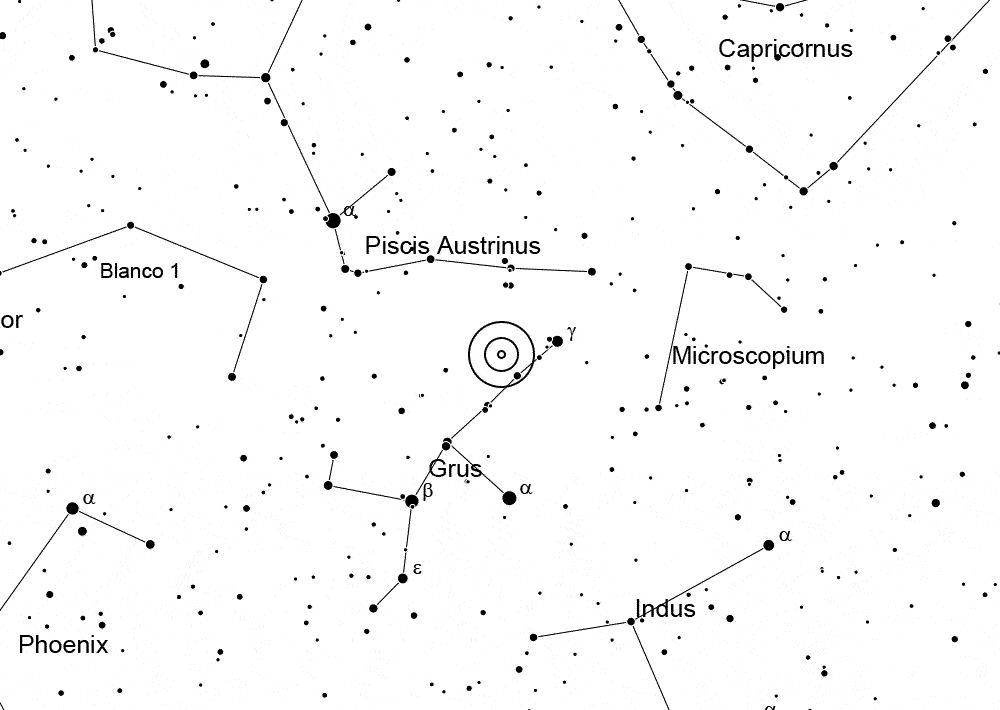 Capricornus
α
Piscis Austrinus
Blanco 1
or
γ
Microscopium
Grus
β
α
α
α
ε
Indus
Phoenix
α